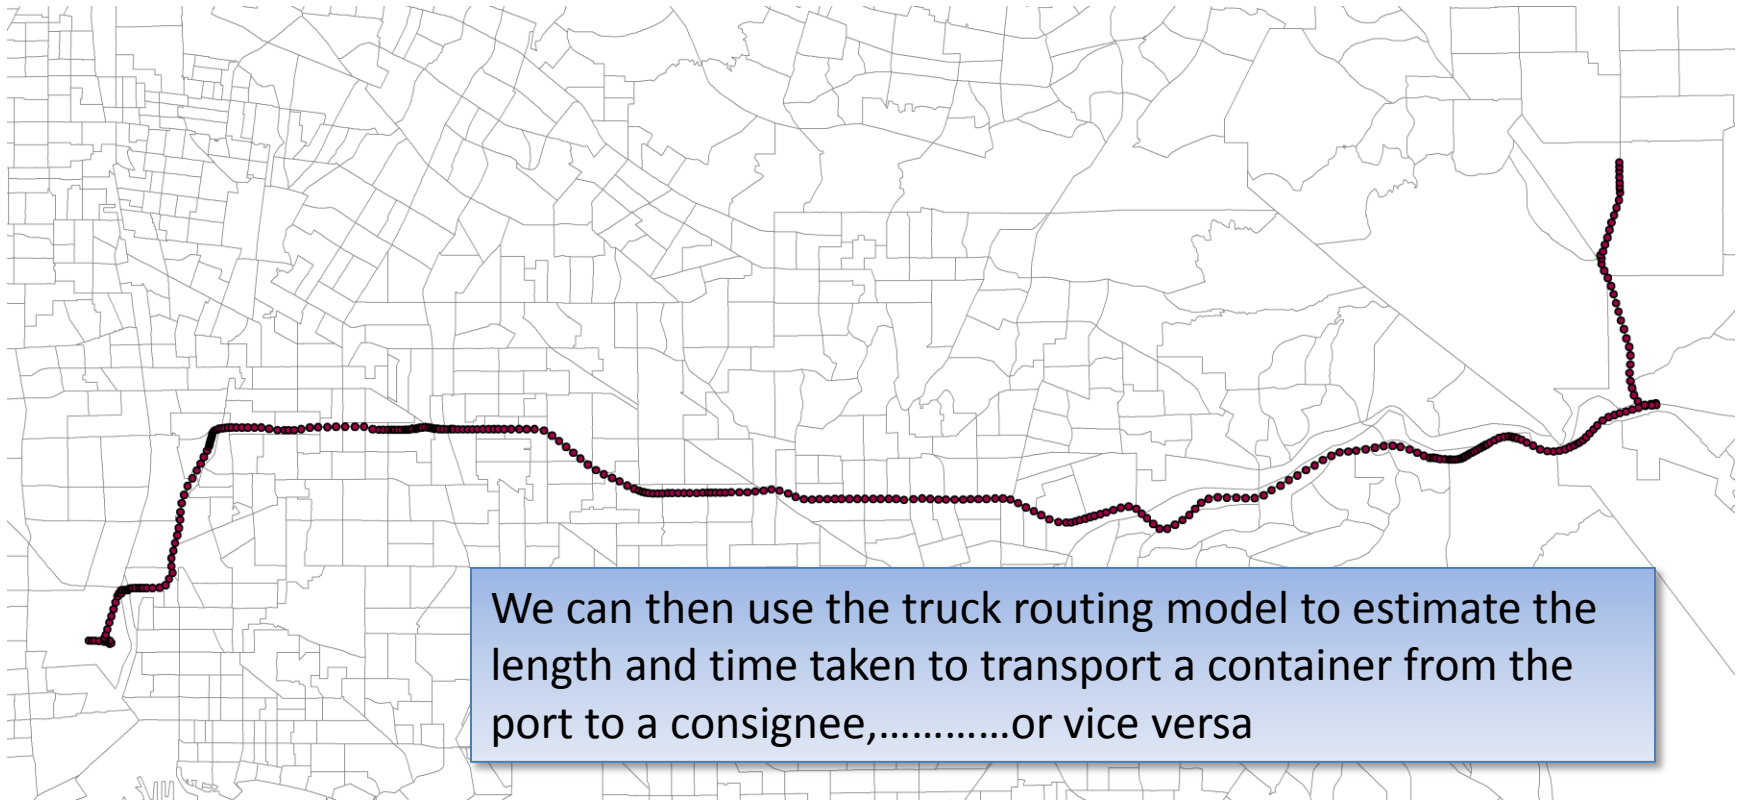 We can then use the truck routing model to estimate the
length and time taken to transport a container from the
port to a consignee,…………or vice versa